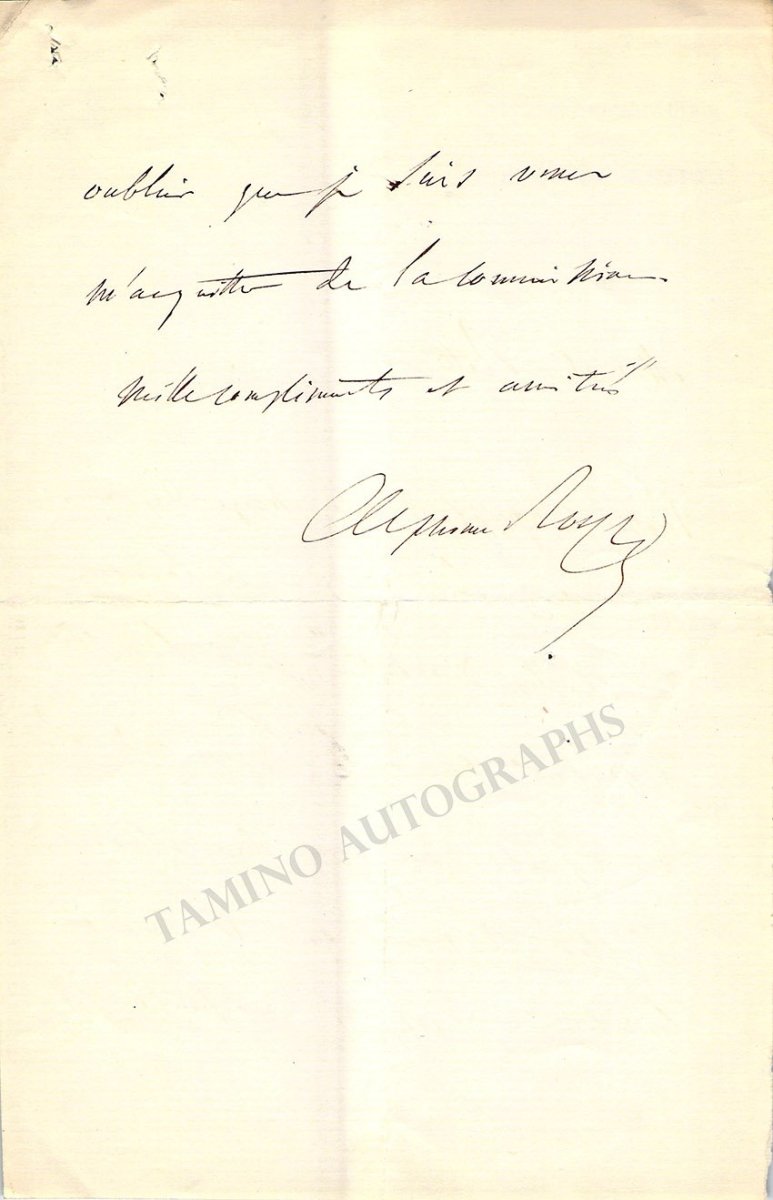 oublier que je suis venu
m'acquitter de la commission
mille compliments et amitiés
Alphonse Royer
TAMINO AUTOGRAPHS